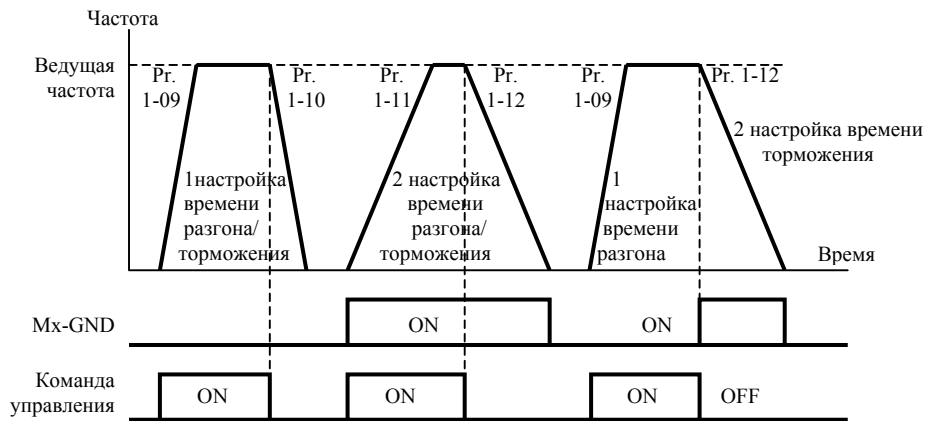 Частота
Ведущая
частота
Pr.
1-09
Pr.
1-10
Pr.
1-11
Pr.
1-12
Pr.
1-09
Pr. 1-12
2 настройка времени
торможения
1настройка
времени
разгона/
торможения
2 настройка
времени
разгона/
торможения
1
настройка
времени
разгона
Время
Mx-GND
ON
ON
Команда
управления
ON
ON
ON
OFF